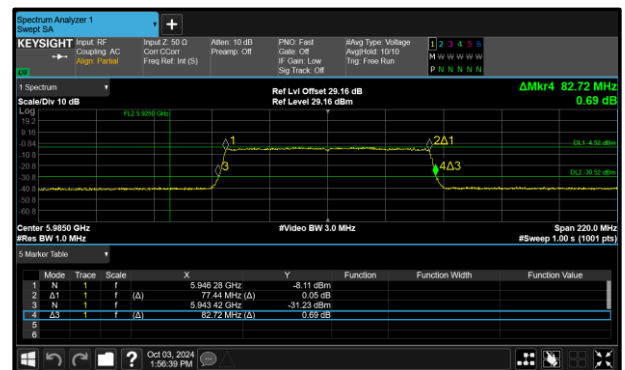 Spectrum Analyzer 1
Swept SA
+
KEYSIGHT Input: RF Input Z: 50 Ω Atten: 10 dB PNO: Fast #Avg Type: Voltage 1 2 3 4 5 6
Coupling: AC Corr CCorr Preamp: Off Gate: Off Avg|Hold: 10/10 M W W W W W
Align: Partial Freq Ref: Int (S) IF Gain: Low Trig: Free Run
Sig Track: Off P N N N N N
1 Spectrum Ref Lvl Offset 29.16 dB ΔMkr4 82.72 MHz
Scale/Div 10 dB Ref Level 29.16 dBm 0.69 dB
Log
19.2
9.16
-0.84
-10.8
-20.8
-30.8
-40.8
-50.8
-60.8
FL2 5.9250 GHz
1
2Δ1
3
4Δ3
DL1 -4.52 dBm
DL2 -30.52 dBm
Center 5.9850 GHz #Video BW 3.0 MHz Span 220.0 MHz
#Res BW 1.0 MHz #Sweep 1.00 s (1001 pts)
5 Marker Table
Mode Trace Scale X Y Function Function Width Function Value
1 N 1 f 5.946 28 GHz -8.11 dBm
2 Δ1 1 f (Δ) 77.44 MHz (Δ) 0.05 dB
3 N 1 f 5.943 42 GHz -31.23 dBm
4 Δ3 1 f (Δ) 82.72 MHz (Δ) 0.69 dB
5
6
? Oct 03, 2024
1:56:39 PM